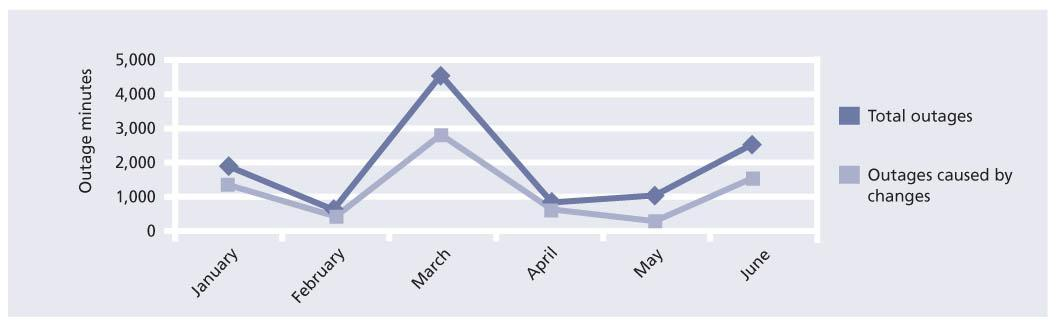 Outage minutes
5,000
4,000
3,000
2,000
1,000
0
January
February
March
April
May
June
Total outages
Outages caused by
changes